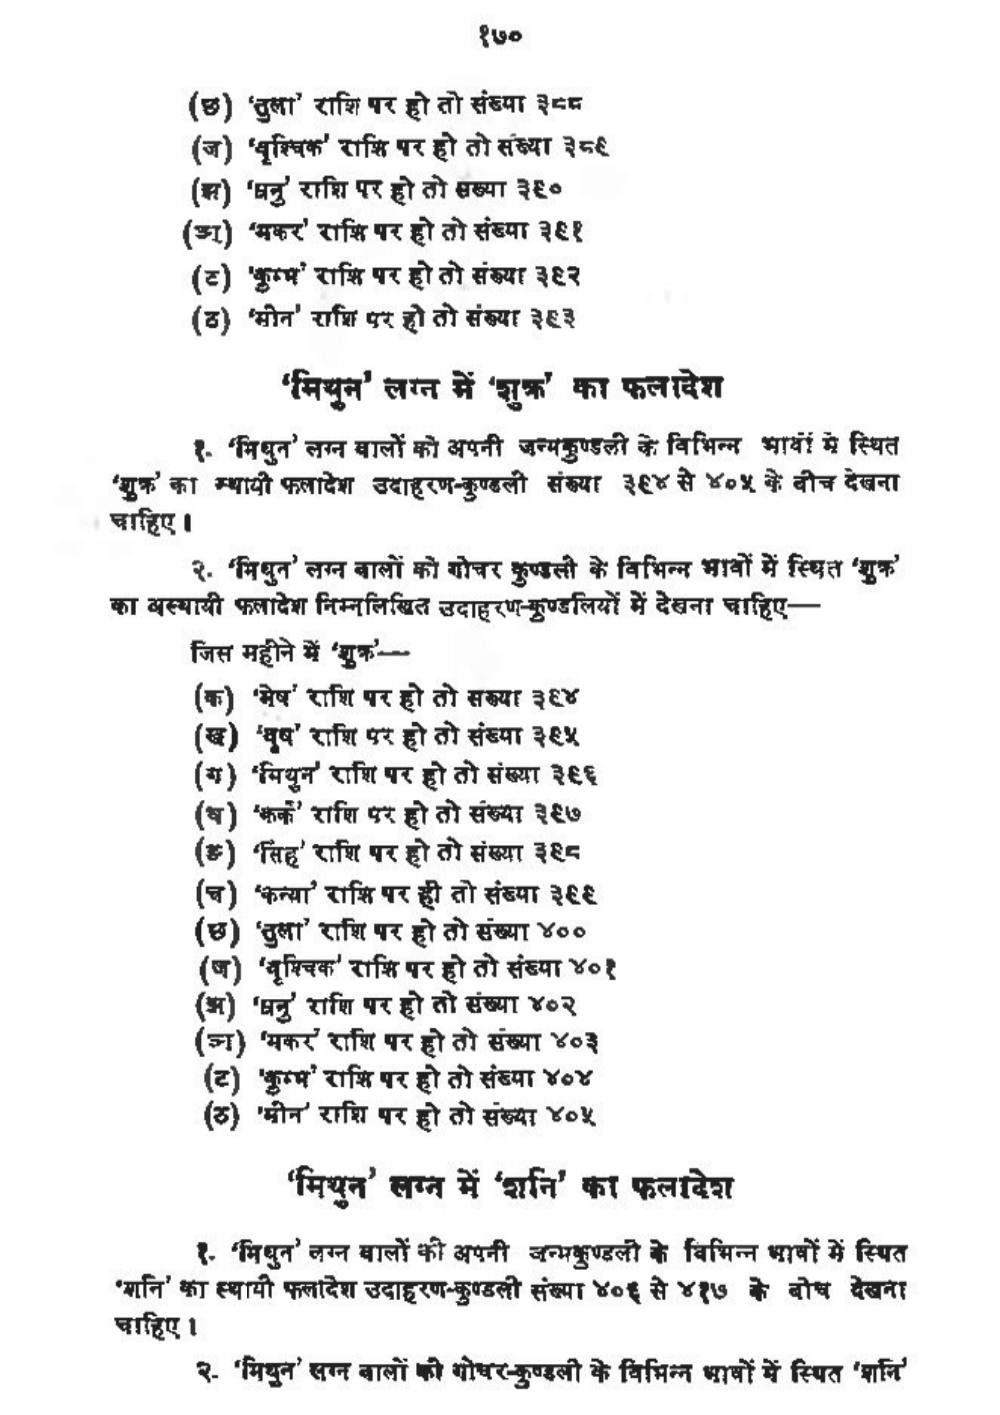 १७०
(छ) ‘तुला’ राशि पर हो तो संख्या ३८८
(ज) ‘वृश्चिक’ राशि पर हो तो संख्या ३८९
(झ) ‘धनु’ राशि पर हो तो संख्या ३९०
(ञ) ‘मकर’ राशि पर हो तो संख्या ३९१
(ट) ‘कुम्भ’ राशि पर हो तो संख्या ३९२
(ठ) ‘मीन’ राशि पर हो तो संख्या ३९३
‘मिथुन’ लग्न में ‘शुक्र’ का फलादेश
१. ‘मिथुन’ लग्न वालों को अपनी जन्मकुण्डली के विभिन्न भावों में स्थित
‘शुक्र’ का स्थायी फलादेश उदाहरण-कुण्डली संख्या ३९४ से ४०५ के बीच देखना
चाहिए।
२. ‘मिथुन’ लग्न वालों को गोचर कुण्डली के विभिन्न भावों में स्थित ‘शुक्र’
का अस्थायी फलादेश निम्नलिखित उदाहरण-कुण्डलियों में देखना चाहिए—
जिस महीने में ‘शुक्र’—
(क) ‘मेष’ राशि पर हो तो संख्या ३९४
(ख) ‘वृष’ राशि पर हो तो संख्या ३९५
(ग) ‘मिथुन’ राशि पर हो तो संख्या ३९६
(घ) ‘कर्क’ राशि पर हो तो संख्या ३९७
(ङ) ‘सिंह’ राशि पर हो तो संख्या ३९८
(च) ‘कन्या’ राशि पर ही तो संख्या ३९९
(छ) ‘तुला’ राशि पर हो तो संख्या ४००
(ज) ‘वृश्चिक’ राशि पर हो तो संख्या ४०१
(झ) ‘धनु’ राशि पर हो तो संख्या ४०२
(ञ) ‘मकर’ राशि पर हो तो संख्या ४०३
(ट) ‘कुम्भ’ राशि पर हो तो संख्या ४०४
(ठ) ‘मीन’ राशि पर हो तो संख्या ४०५
‘मिथुन’ लग्न में ‘शनि’ का फलादेश
१. ‘मिथुन’ लग्न वालों की अपनी जन्मकुण्डली के विभिन्न भावों में स्थित
‘शनि’ का स्थायी फलादेश उदाहरण-कुण्डली संख्या ४०६ से ४१७ के बीच देखना
चाहिए।
२. ‘मिथुन’ लग्न वालों को गोचर-कुण्डली के विभिन्न भावों में स्थित ‘शनि’